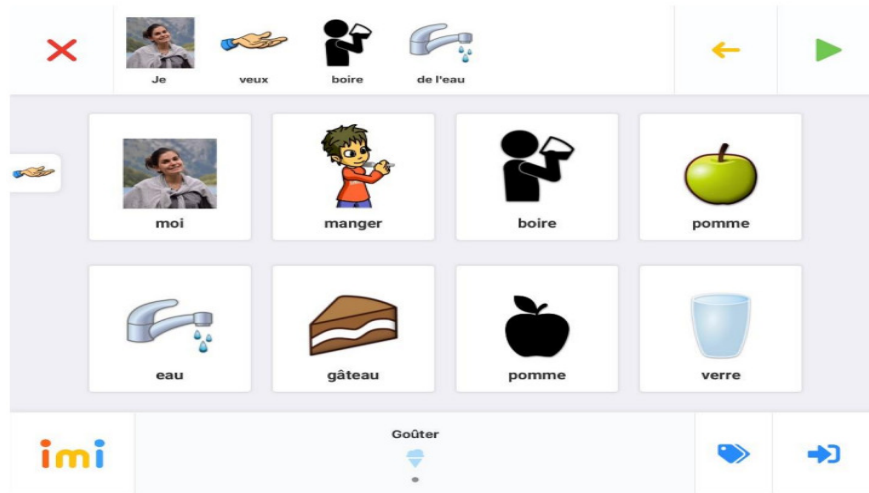 Je veux boire de l'eau
moi manger boire pomme
eau gâteau pomme verre
Goûter
imi